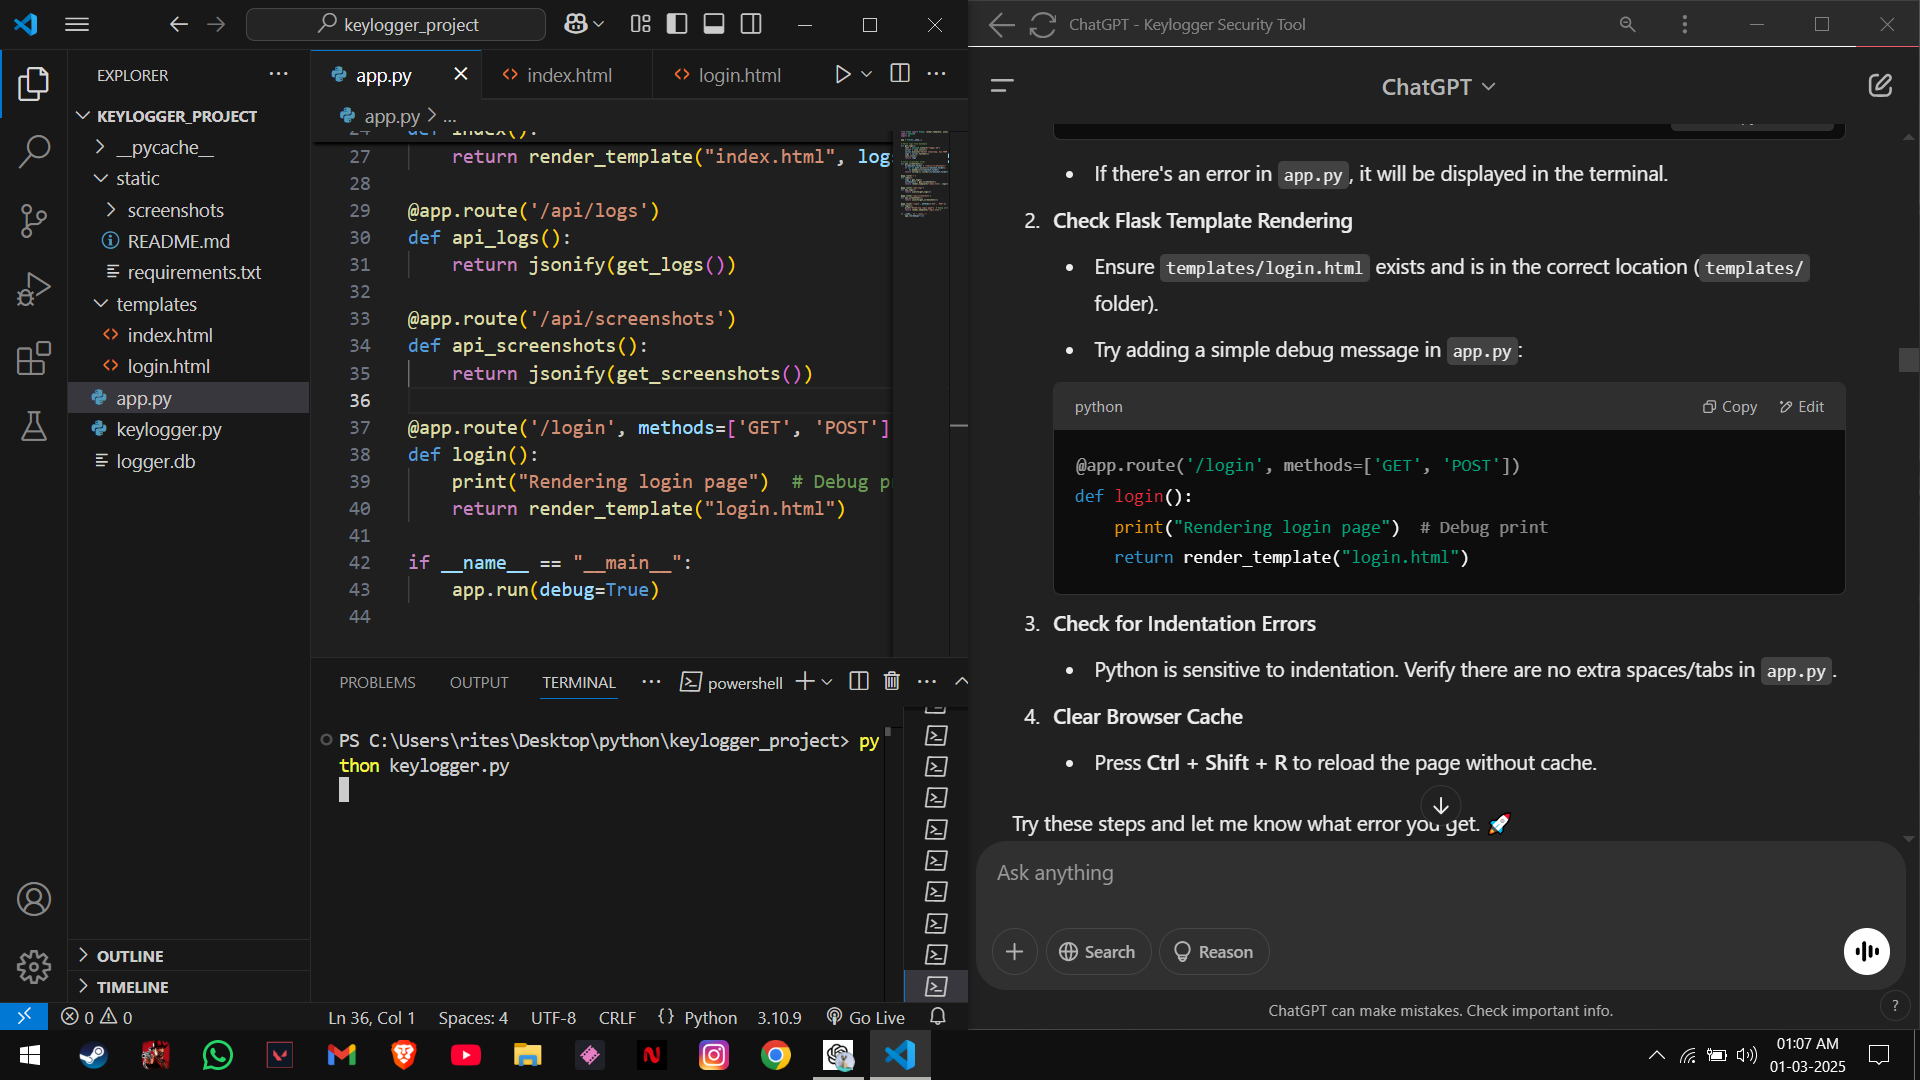 keylogger_project
EXPLORER
KEYLOGGER_PROJECT
__pycache__
static
screenshots
README.md
requirements.txt
templates
index.html
login.html
app.py
keylogger.py
logger.db
OUTLINE
TIMELINE
app.py
index.html
login.html
app.py > ...
27 return render_template("index.html", logs
28
29 @app.route('/api/logs')
30 def api_logs():
31 return jsonify(get_logs())
32
33 @app.route('/api/screenshots')
34 def api_screenshots():
35 return jsonify(get_screenshots())
36
37 @app.route('/login', methods=['GET', 'POST']
38 def login():
39 print("Rendering login page") # Debug p
40 return render_template("login.html")
41
42 if __name__ == "__main__":
43 app.run(debug=True)
44
PROBLEMS OUTPUT TERMINAL ... powershell
PS C:\Users\rites\Desktop\python\keylogger_project> py
thon keylogger.py
0 0 Ln 36, Col 1 Spaces: 4 UTF-8 CRLF {} Python 3.10.9 Go Live
ChatGPT - Keylogger Security Tool
ChatGPT
• If there's an error in app.py, it will be displayed in the terminal.
2. Check Flask Template Rendering
• Ensure templates/login.html exists and is in the correct location (templates/
folder).
• Try adding a simple debug message in app.py:
python Copy Edit
@app.route('/login', methods=['GET', 'POST'])
def login():
print("Rendering login page") # Debug print
return render_template("login.html")
3. Check for Indentation Errors
• Python is sensitive to indentation. Verify there are no extra spaces/tabs in app.py.
4. Clear Browser Cache
• Press Ctrl + Shift + R to reload the page without cache.
Try these steps and let me know what error you get. 🚀
Ask anything
Search Reason
ChatGPT can make mistakes. Check important info.
?
01:07 AM
01-03-2025